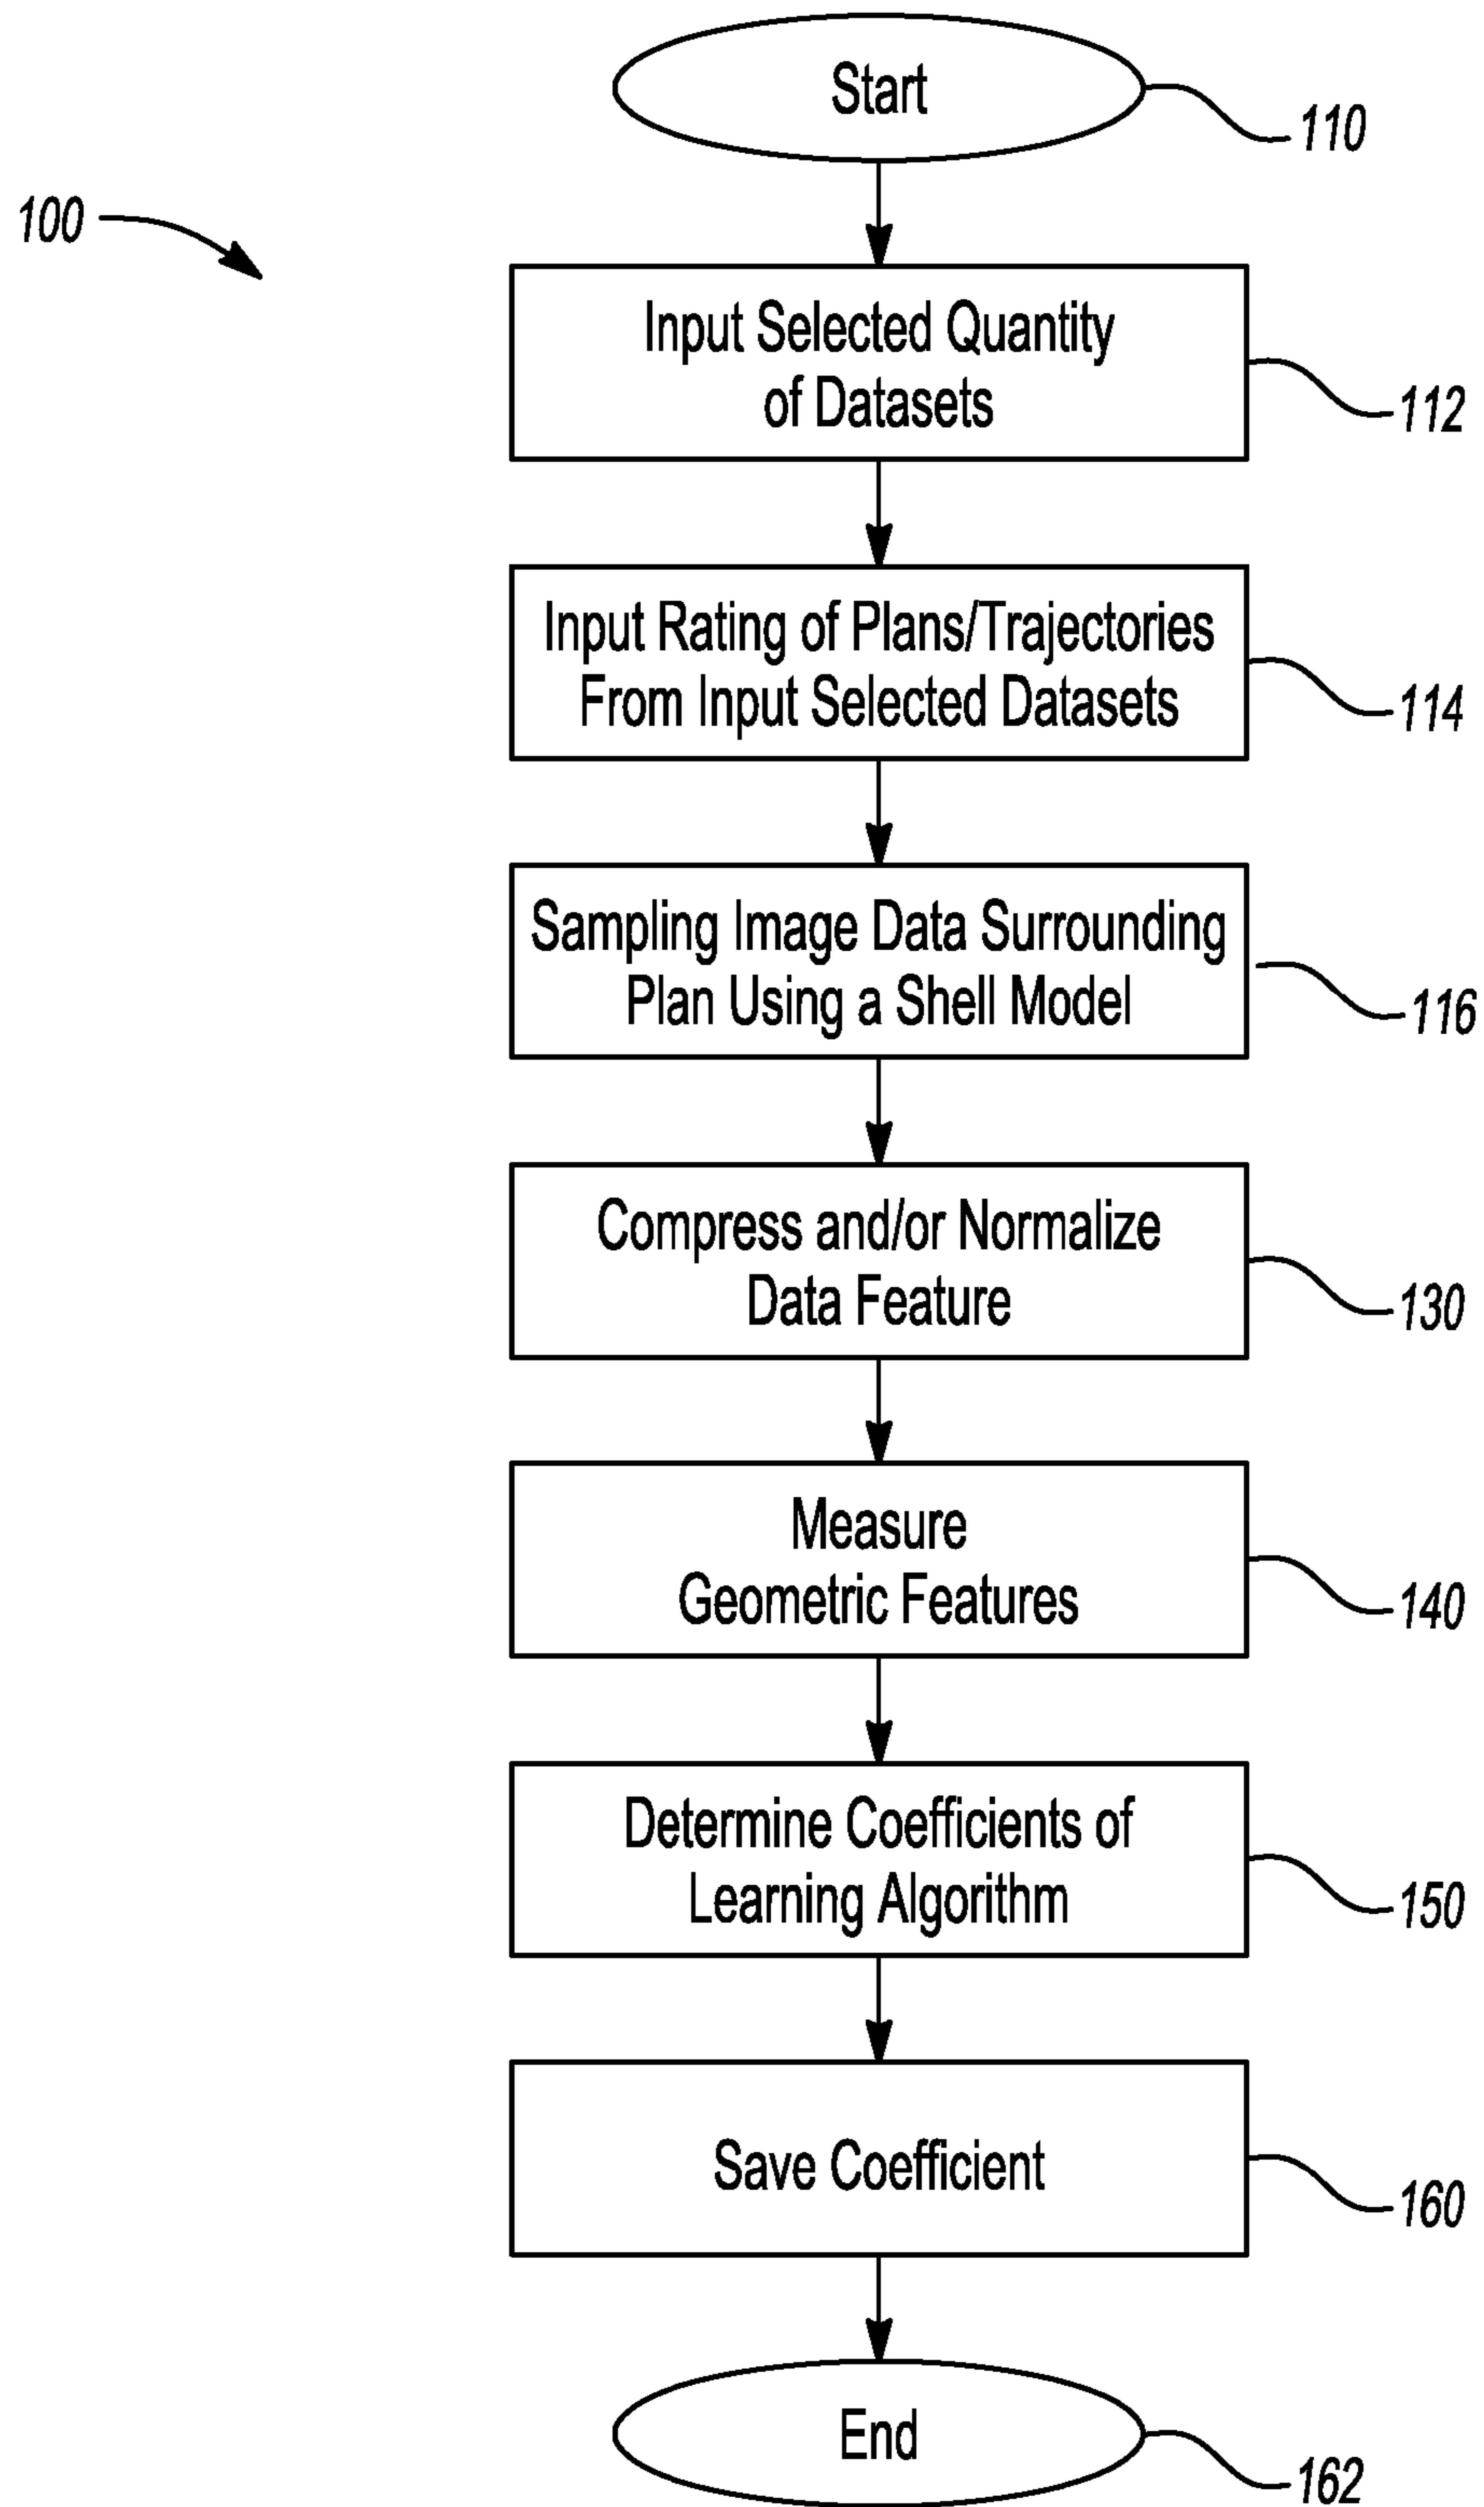 Start
110
100
Input Selected Quantity
of Datasets
112
Input Rating of Plans/Trajectories
From Input Selected Datasets
114
Sampling Image Data Surrounding
Plan Using a Shell Model
116
Compress and/or Normalize
Data Feature
130
Measure
Geometric Features
140
Determine Coefficients of
Learning Algorithm
150
Save Coefficient
160
End
162